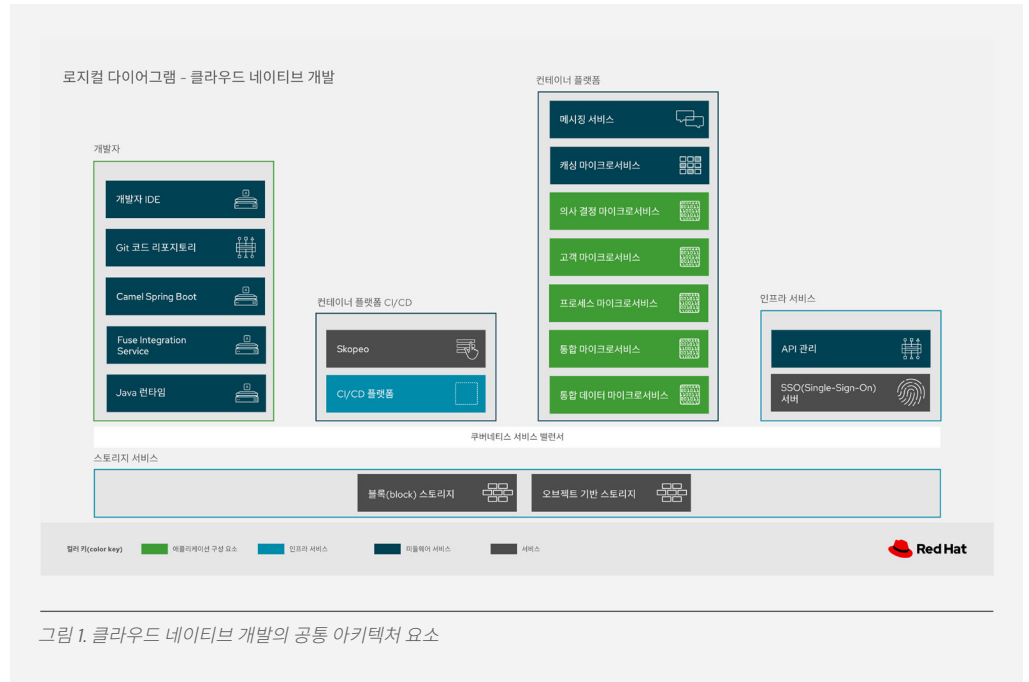 로지컬 다이어그램 - 클라우드 네이티브 개발
개발자
개발자 IDE
Git 코드 리포지토리
Camel Spring Boot
Fuse Integration
Service
Java 런타임
컨테이너 플랫폼 CI/CD
Skopeo
CI/CD 플랫폼
컨테이너 플랫폼
메시징 서비스
캐싱 마이크로서비스
의사 결정 마이크로서비스
고객 마이크로서비스
프로세스 마이크로서비스
통합 마이크로서비스
통합 데이터 마이크로서비스
인프라 서비스
API 관리
SSO(Single-Sign-On)
서버
쿠버네티스 서비스 밸런서
스토리지 서비스
블록(block) 스토리지
오브젝트 기반 스토리지
컬러 키(color key)
애플리케이션 구성 요소
인프라 서비스
미들웨어 서비스
서비스
Red Hat
그림 1. 클라우드 네이티브 개발의 공통 아키텍처 요소